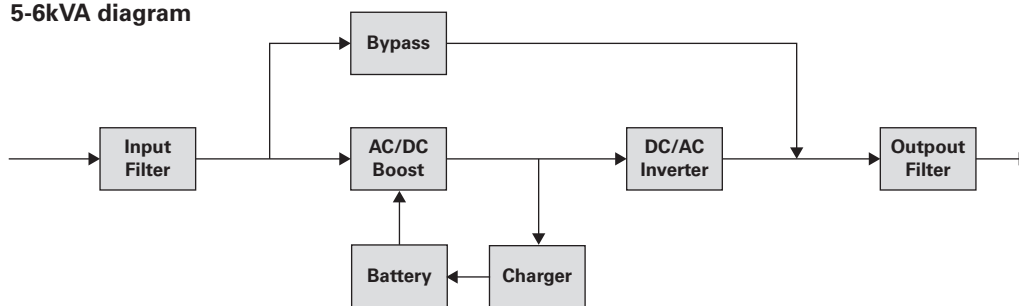 5-6kVA diagram
Bypass
Input
Filter
AC/DC
Boost
DC/AC
Inverter
Outpout
Filter
Battery
Charger